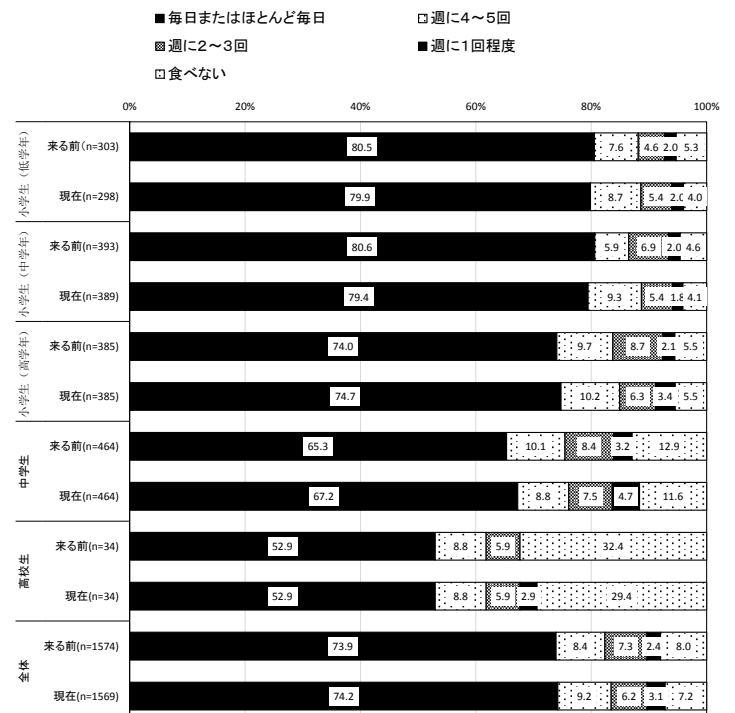 ■毎日またはほとんど毎日 □週に4～5回
週に2～3回 ■週に1回程度
食べない
0% 20% 40% 60% 80% 100%
小学生（低学年）
来る前(n=303) 80.5 7.6 4.6 2.0 5.3
現在(n=298) 79.9 8.7 5.4 2.0 4.0
小学生（中学年）
来る前(n=393) 80.6 5.9 6.9 2.0 4.6
現在(n=389) 79.4 9.3 5.4 1.8 4.1
小学生（高学年）
来る前(n=385) 74.0 9.7 8.7 2.1 5.5
現在(n=385) 74.7 10.2 6.3 3.4 5.5
中学生
来る前(n=464) 65.3 10.1 8.4 3.2 12.9
現在(n=464) 67.2 8.8 7.5 4.7 11.6
高校生
来る前(n=34) 52.9 8.8 5.9 32.4
現在(n=34) 52.9 8.8 5.9 2.9 29.4
全体
来る前(n=1574) 73.9 8.4 7.3 2.4 8.0
現在(n=1569) 74.2 9.2 6.2 3.1 7.2